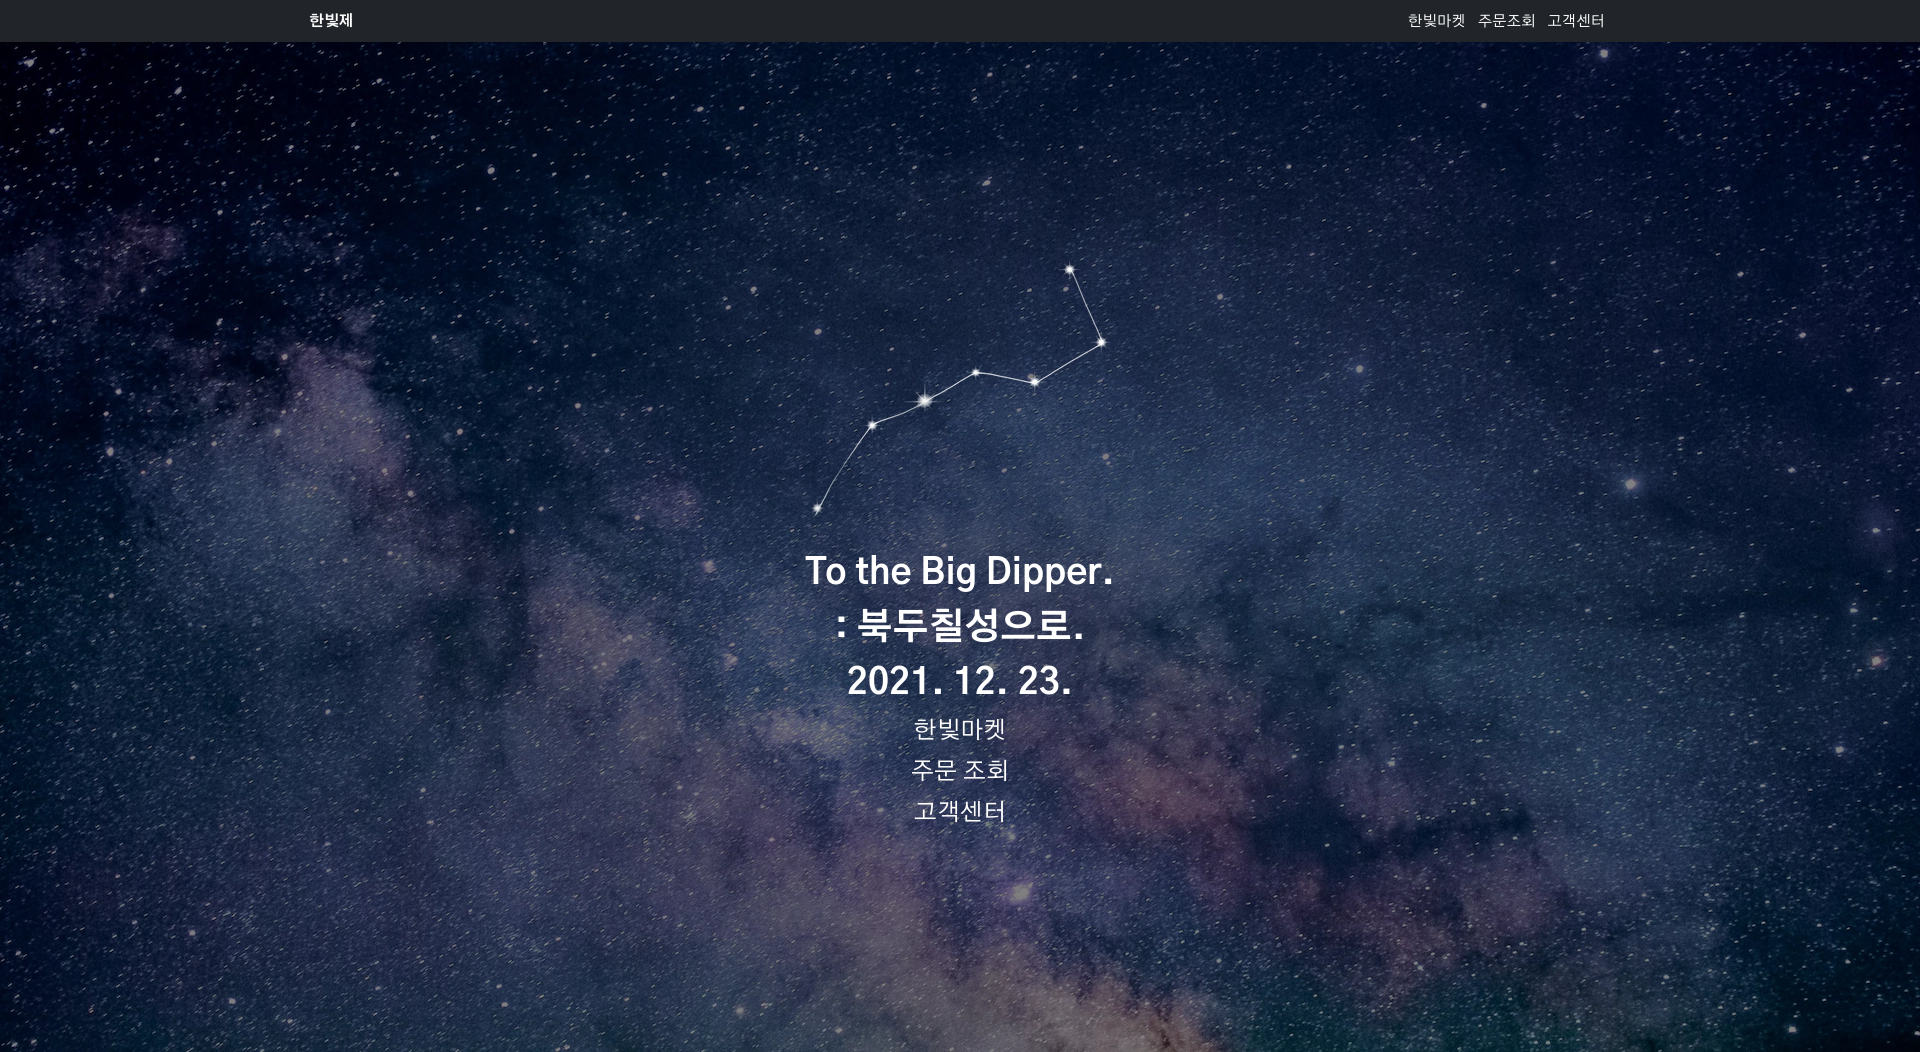 한빛제
한빛마켓 주문조회 고객센터
To the Big Dipper.
: 북두칠성으로.
2021. 12. 23.
한빛마켓
주문 조회
고객센터